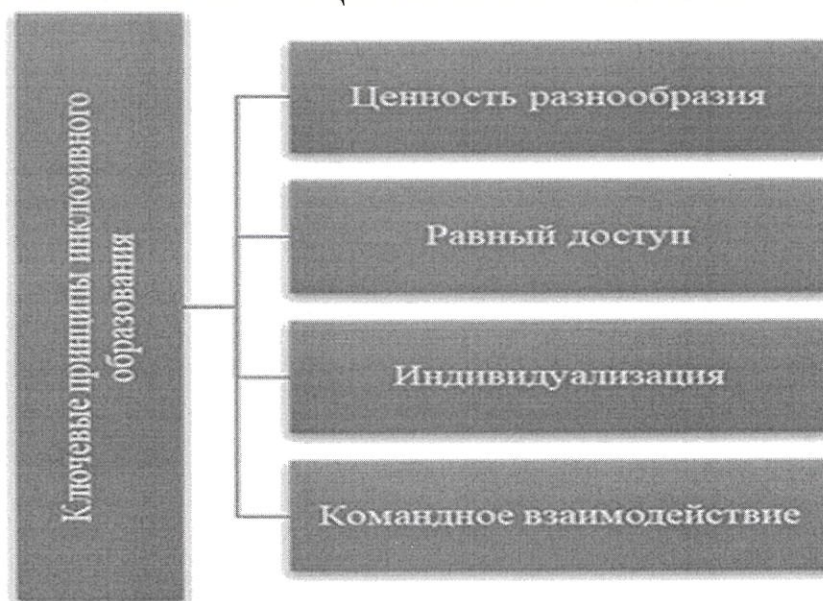 Ключевые принципы инклюзивного
образования
Ценность разнообразия
Равный доступ
Индивидуализация
Командное взаимодействие